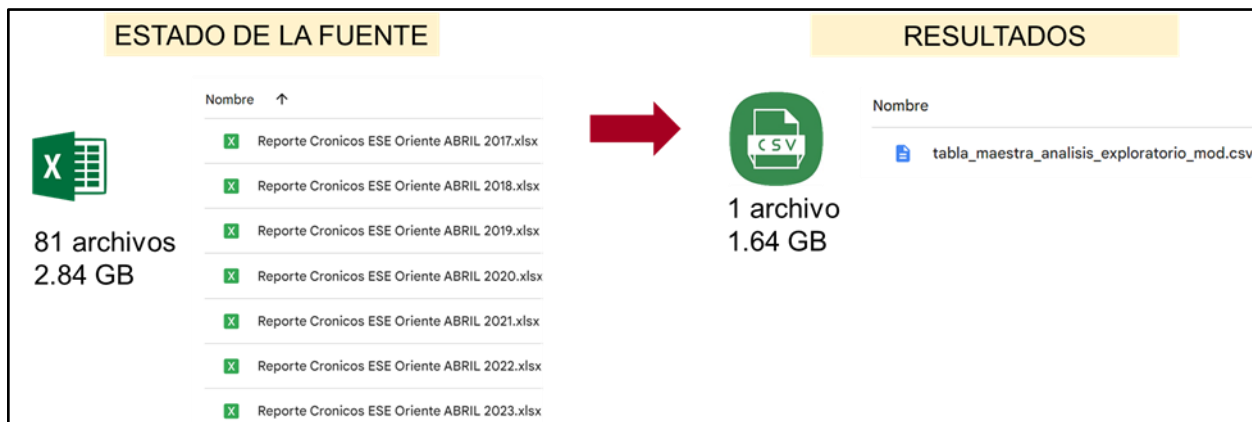 ESTADO DE LA FUENTE
Nombre ↑
X
81 archivos
2.84 GB
X Reporte Cronicos ESE Oriente ABRIL 2017.xlsx
X Reporte Cronicos ESE Oriente ABRIL 2018.xlsx
X Reporte Cronicos ESE Oriente ABRIL 2019.xlsx
X Reporte Cronicos ESE Oriente ABRIL 2020.xlsx
X Reporte Cronicos ESE Oriente ABRIL 2021.xlsx
X Reporte Cronicos ESE Oriente ABRIL 2022.xlsx
X Reporte Cronicos ESE Oriente ABRIL 2023.xlsx
RESULTADOS
CSV
1 archivo
1.64 GB
Nombre
tabla_maestra_analisis_exploratorio_mod.csv